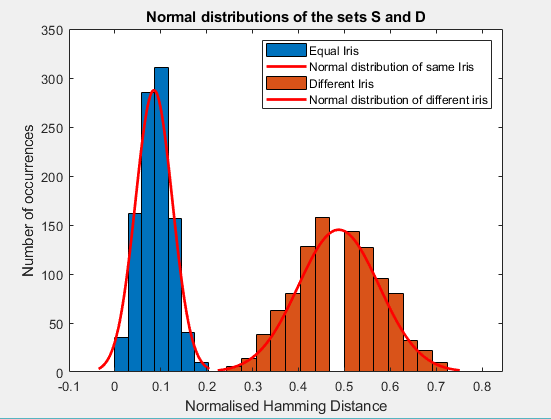 Normal distributions of the sets S and D
Equal Iris
Normal distribution of same Iris
Different Iris
Normal distribution of different iris
350
300
250
200
150
100
50
0
Number of occurrences
-0.1 0 0.1 0.2 0.3 0.4 0.5 0.6 0.7 0.8
Normalised Hamming Distance